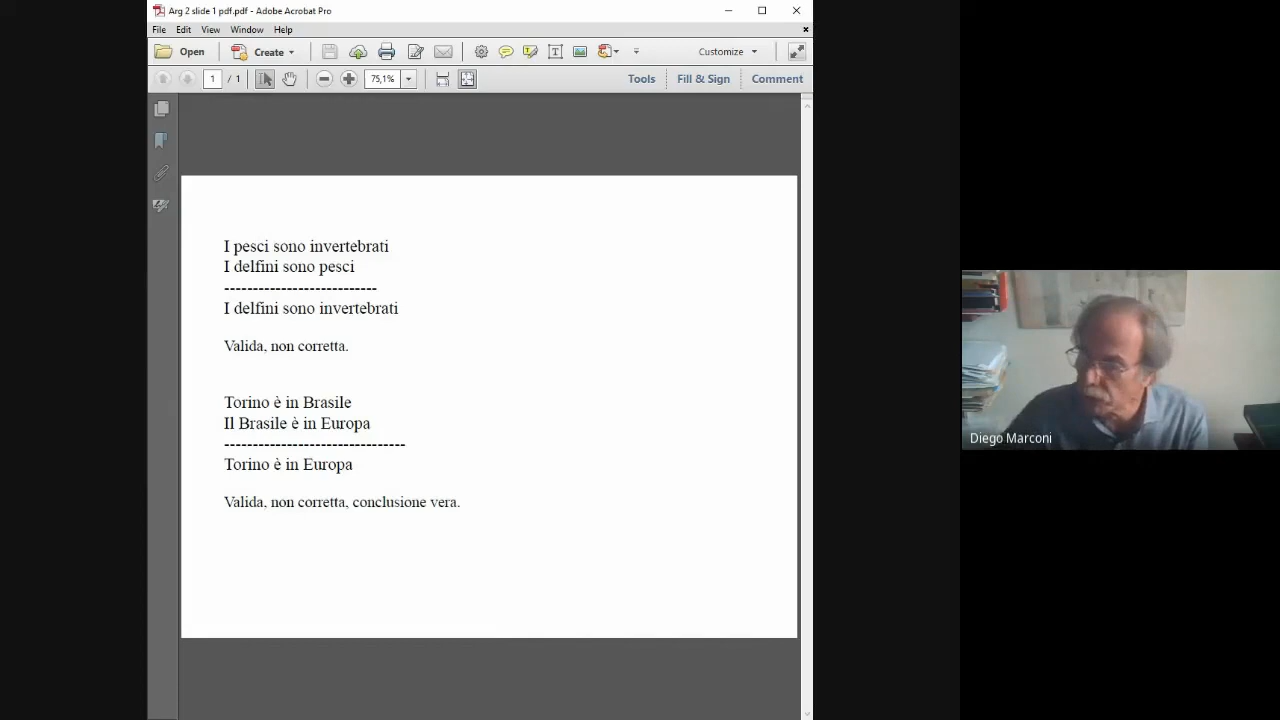 Arg 2 slide 1 pdf.pdf - Adobe Acrobat Pro
File Edit View Window Help
Open Create Customize
1 / 1 75,1% Tools Fill & Sign Comment
I pesci sono invertebrati
I delfini sono pesci
---------------------------
I delfini sono invertebrati
Valida, non corretta.
Torino è in Brasile
Il Brasile è in Europa
--------------------------------
Torino è in Europa
Valida, non corretta, conclusione vera.
Diego Marconi